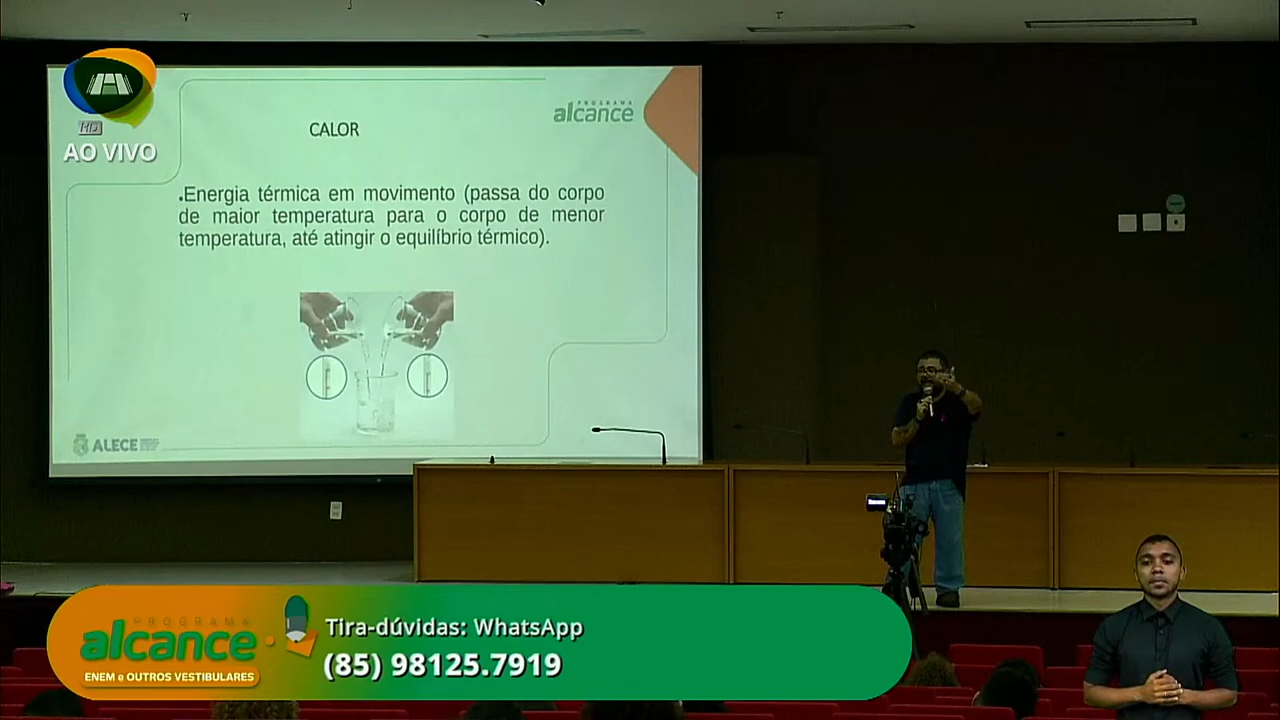 HD
AO VIVO
PROGRAMA
alcance
CALOR
.Energia térmica em movimento (passa do corpo
de maior temperatura para o corpo de menor
temperatura, até atingir o equilíbrio térmico).
ALECE
PROGRAMA
alcance
ENEM e OUTROS VESTIBULARES
Tira-dúvidas: WhatsApp
(85) 98125.7919